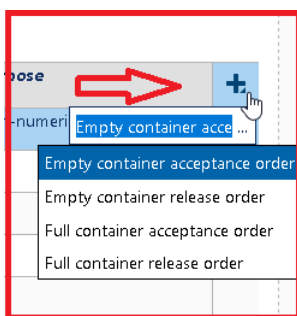 pose
-numeri
Empty container acce ...
Empty container acceptance order
Empty container release order
Full container acceptance order
Full container release order